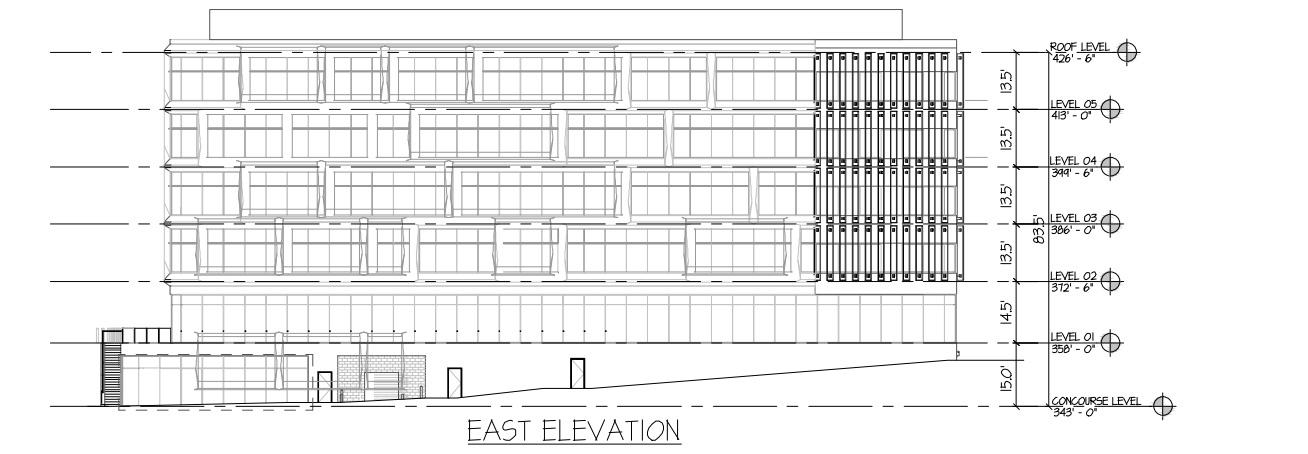 ROOF LEVEL
426' - 6"
13.5'
LEVEL 05
413' - 0"
13.5'
LEVEL 04
399' - 6"
13.5'
LEVEL 03
386' - 0"
83.5'
13.5'
LEVEL 02
372' - 6"
14.5'
LEVEL 01
358' - 0"
15.0'
CONCOURSE LEVEL
343' - 0"
EAST ELEVATION